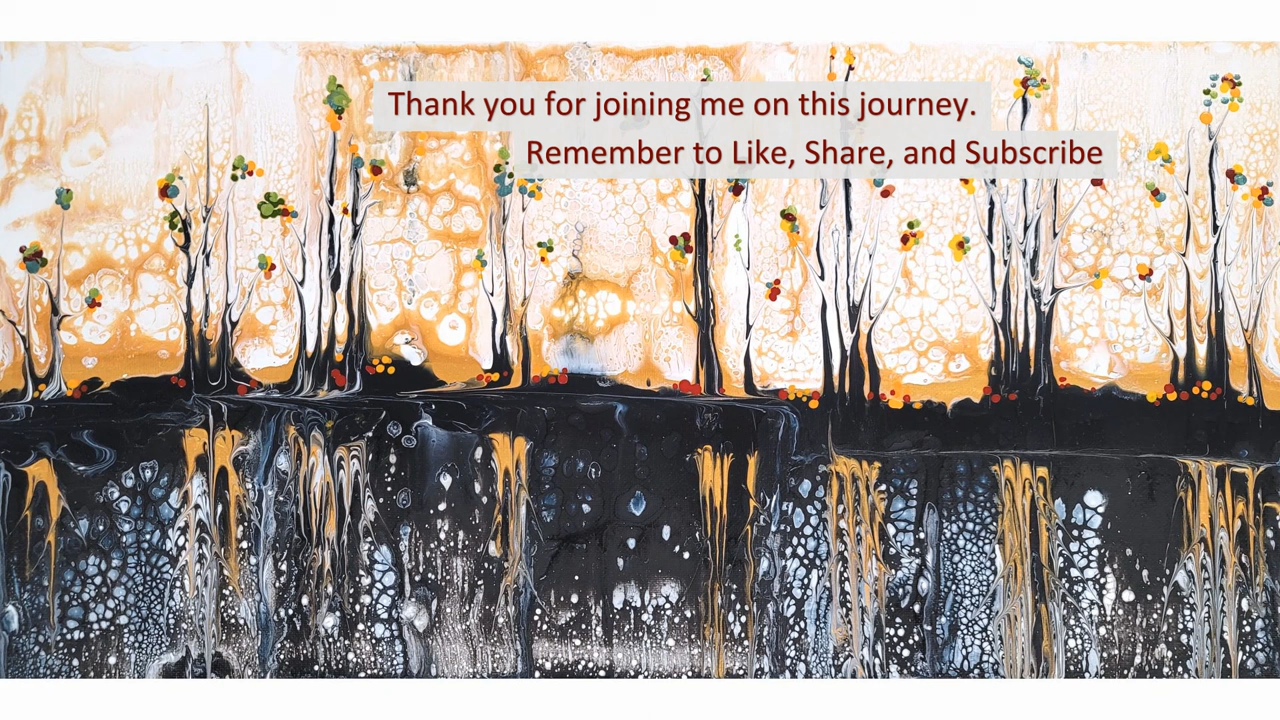 Thank you for joining me on this journey.
Remember to Like, Share, and Subscribe